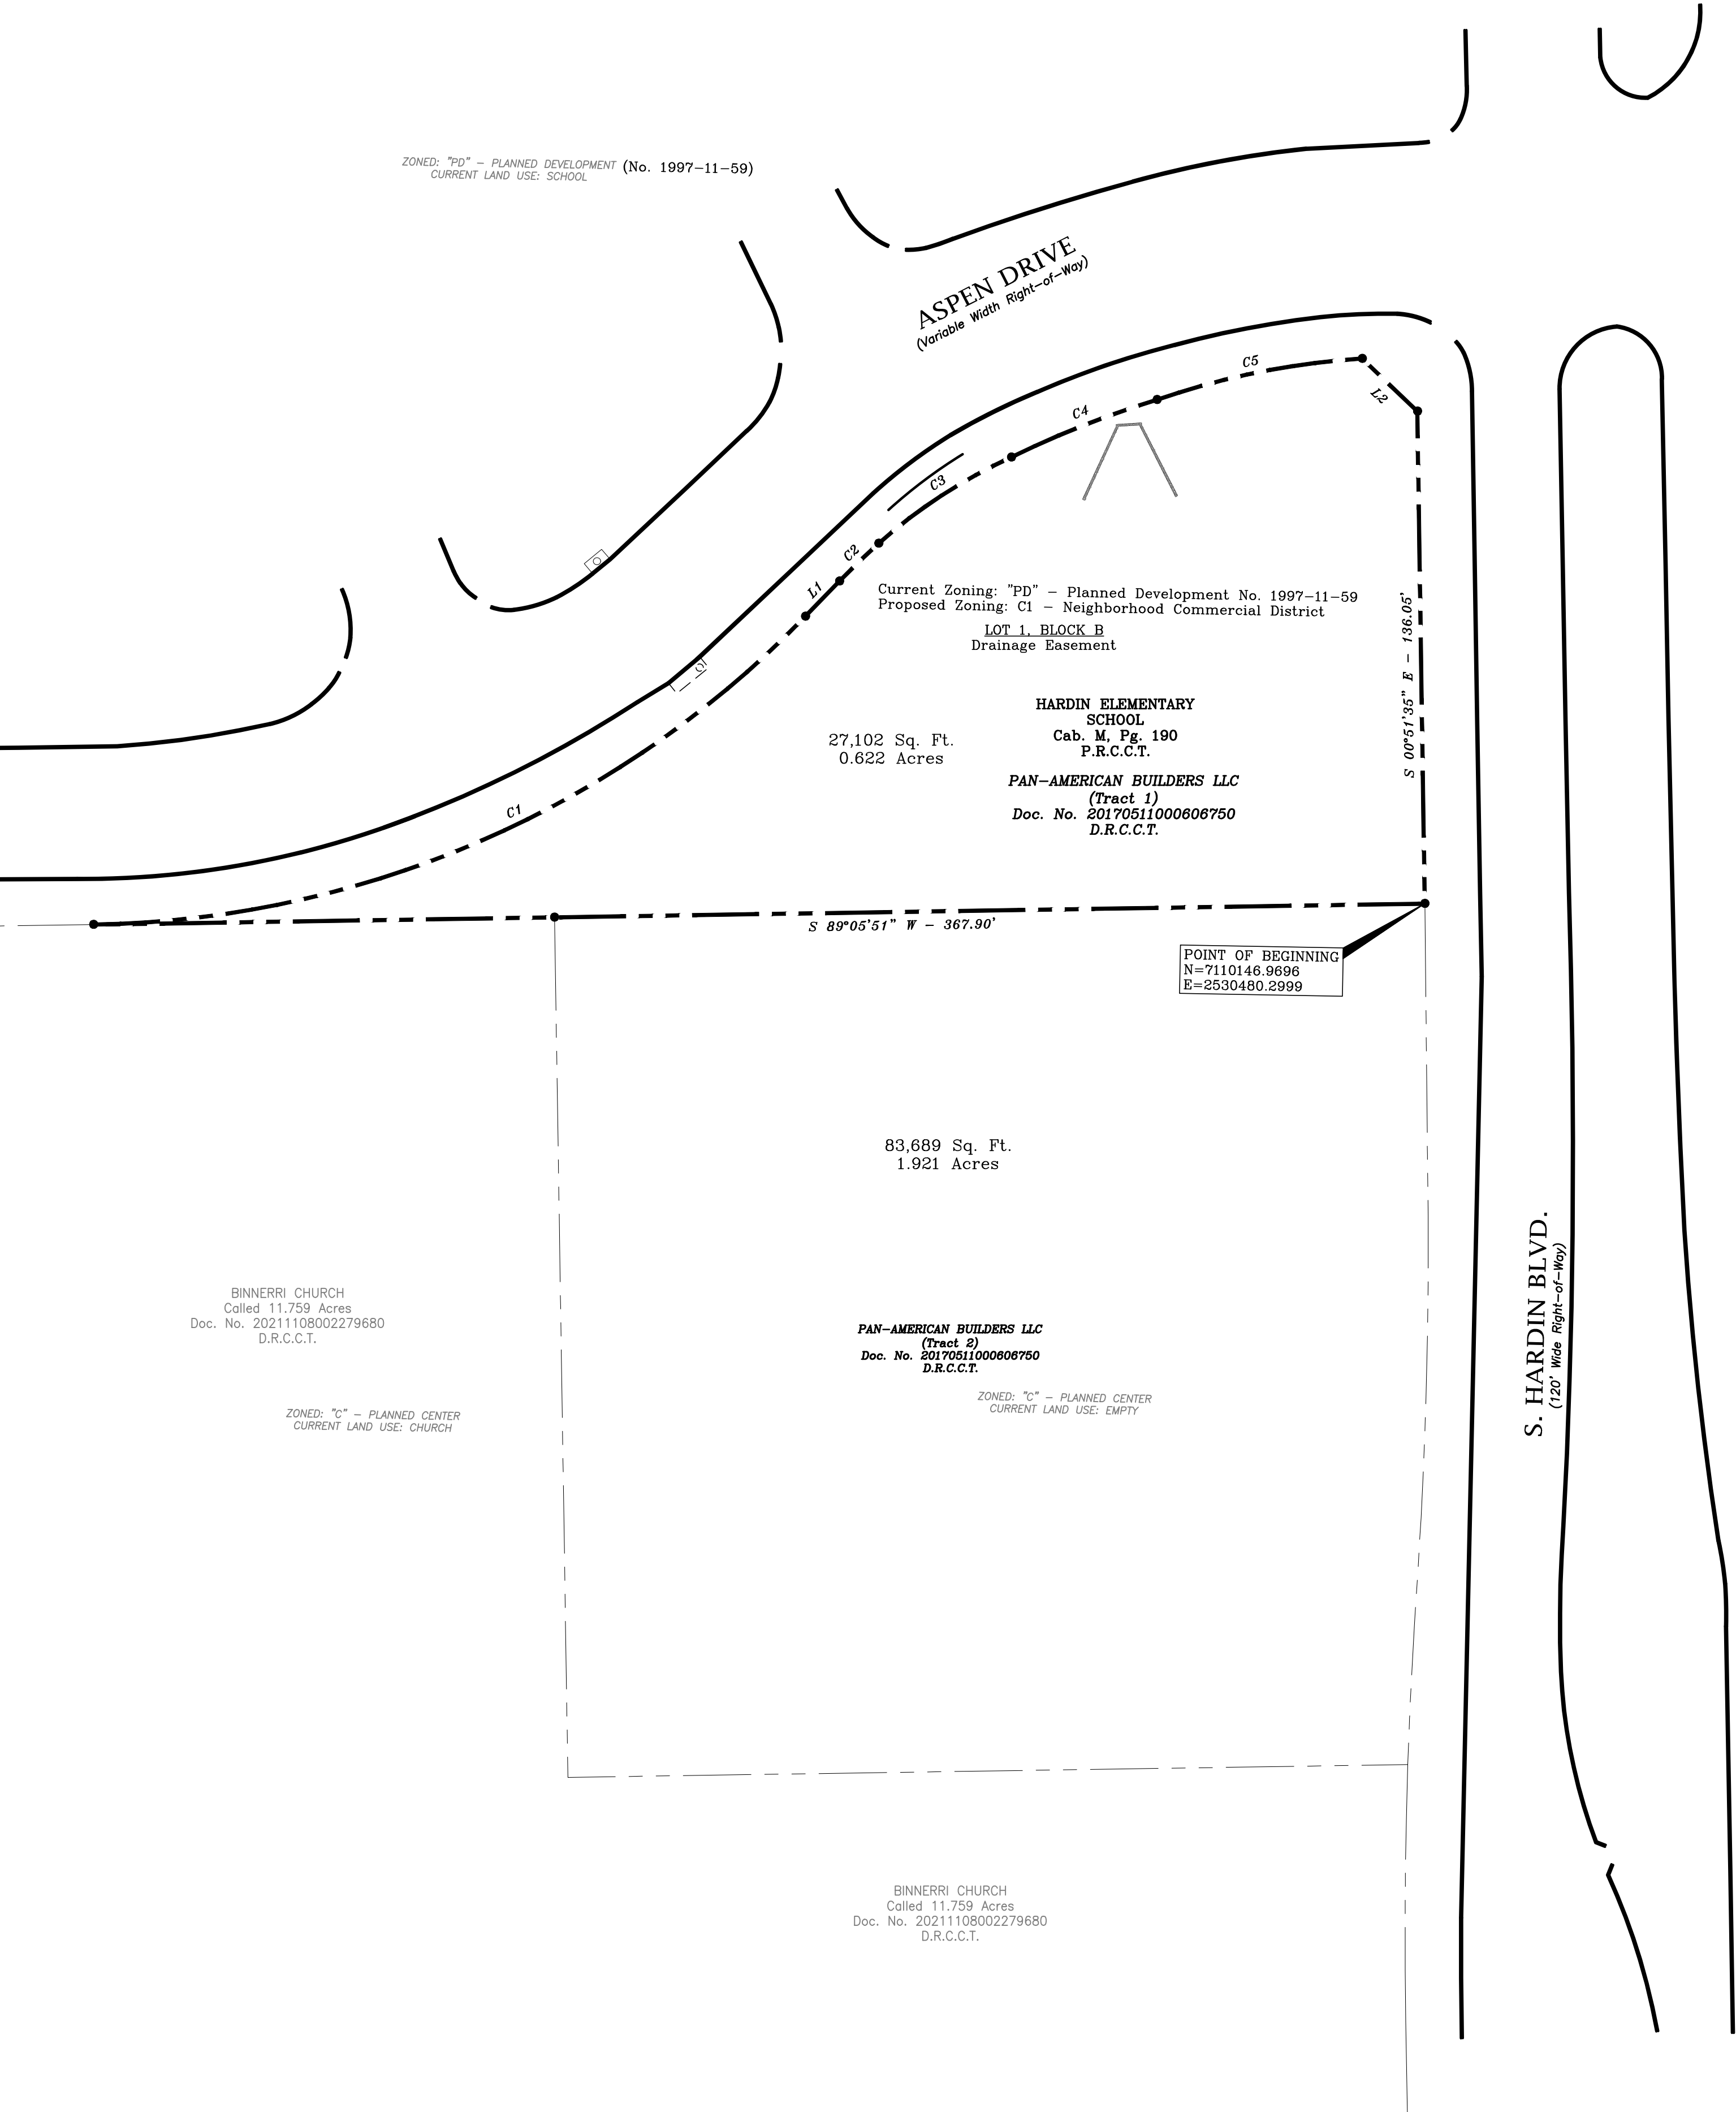 ZONED: "PD" – PLANNED DEVELOPMENT (No. 1997–11–59)
CURRENT LAND USE: SCHOOL
ASPEN DRIVE
(Variable Width Right–of–Way)
C5
L2
C4
C3
C2
L1
C1
Current Zoning: "PD" – Planned Development No. 1997–11–59
Proposed Zoning: C1 – Neighborhood Commercial District
LOT 1, BLOCK B
Drainage Easement
S 00°51'35" E – 136.05'
27,102 Sq. Ft.
0.622 Acres
HARDIN ELEMENTARY
SCHOOL
Cab. M, Pg. 190
P.R.C.C.T.
PAN–AMERICAN BUILDERS LLC
(Tract 1)
Doc. No. 20170511000606750
D.R.C.C.T.
S 89°05'51" W – 367.90'
POINT OF BEGINNING
N=7110146.9696
E=2530480.2999
83,689 Sq. Ft.
1.921 Acres
S. HARDIN BLVD.
(120' Wide Right–of–Way)
BINNERRI CHURCH
Called 11.759 Acres
Doc. No. 20211108002279680
D.R.C.C.T.
PAN–AMERICAN BUILDERS LLC
(Tract 2)
Doc. No. 20170511000606750
D.R.C.C.T.
ZONED: "C" – PLANNED CENTER
CURRENT LAND USE: EMPTY
ZONED: "C" – PLANNED CENTER
CURRENT LAND USE: CHURCH
BINNERRI CHURCH
Called 11.759 Acres
Doc. No. 20211108002279680
D.R.C.C.T.